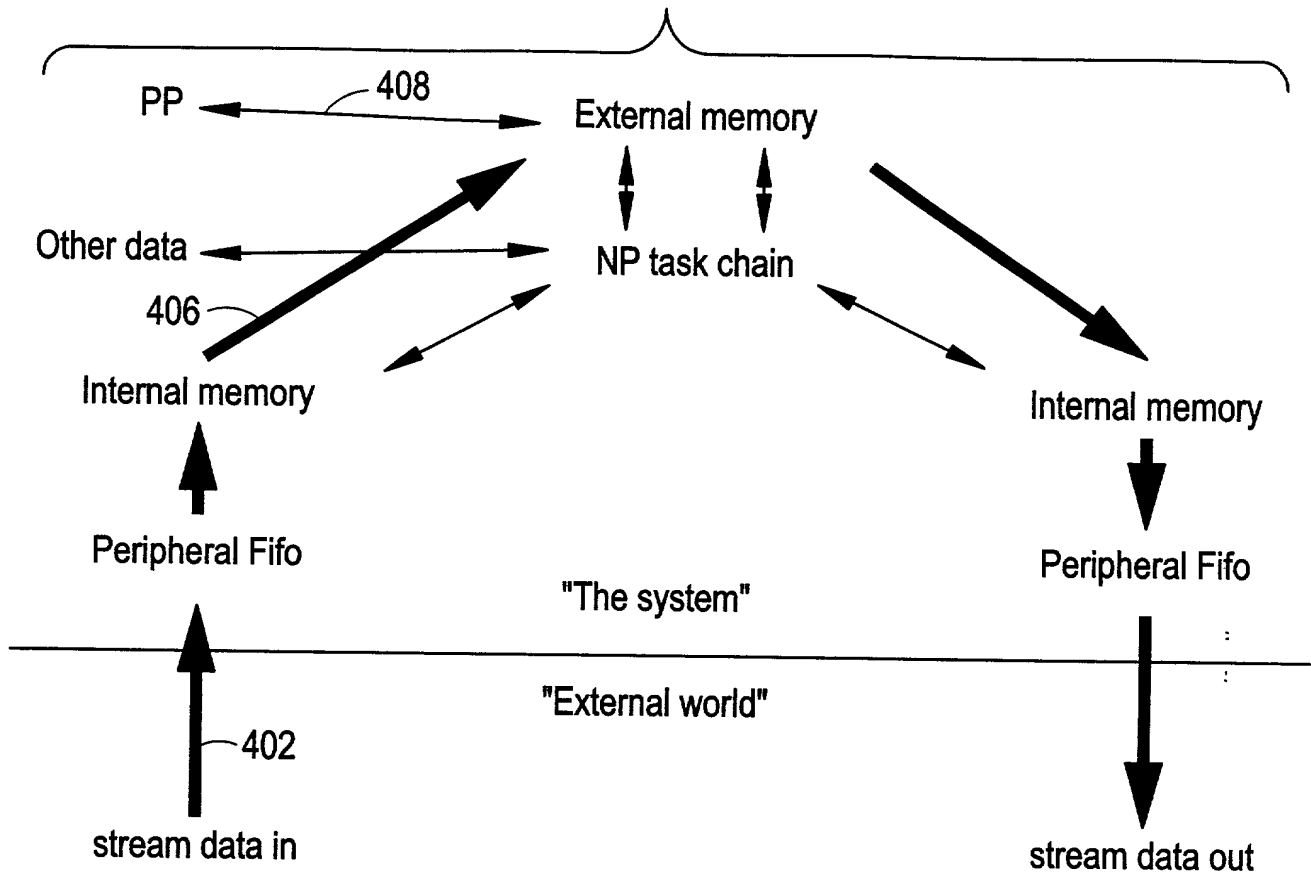 408
PP
External memory
Other data
NP task chain
406
Internal memory
Internal memory
Peripheral Fifo
Peripheral Fifo
"The system"
"External world"
402
stream data in
stream data out